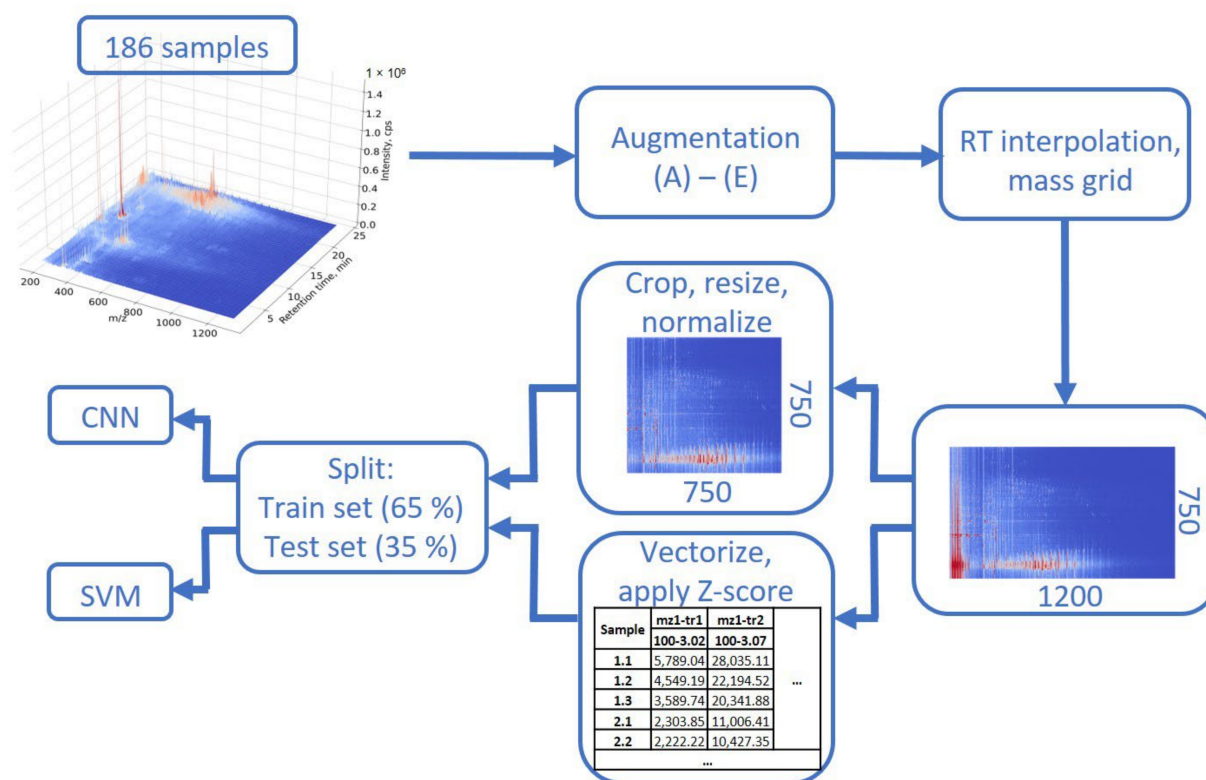 186 samples
1 × 10⁶
1.4
1.2
1.0
0.8
0.6
0.4
0.2
0.0
Intensity, cps
25
20
15
10
5
Retention time, min
200
400
600
800
1000
1200
m/z
Augmentation
(A) – (E)
RT interpolation,
mass grid
Crop, resize,
normalize
750
750
750
1200
Vectorize,
apply Z-score
Sample mz1-tr1 mz1-tr2
100-3.02 100-3.07
1.1 5,789.04 28,035.11
1.2 4,549.19 22,194.52 ...
1.3 3,589.74 20,341.88
2.1 2,303.85 11,006.41
2.2 2,222.22 10,427.35
...
Split:
Train set (65 %)
Test set (35 %)
CNN
SVM